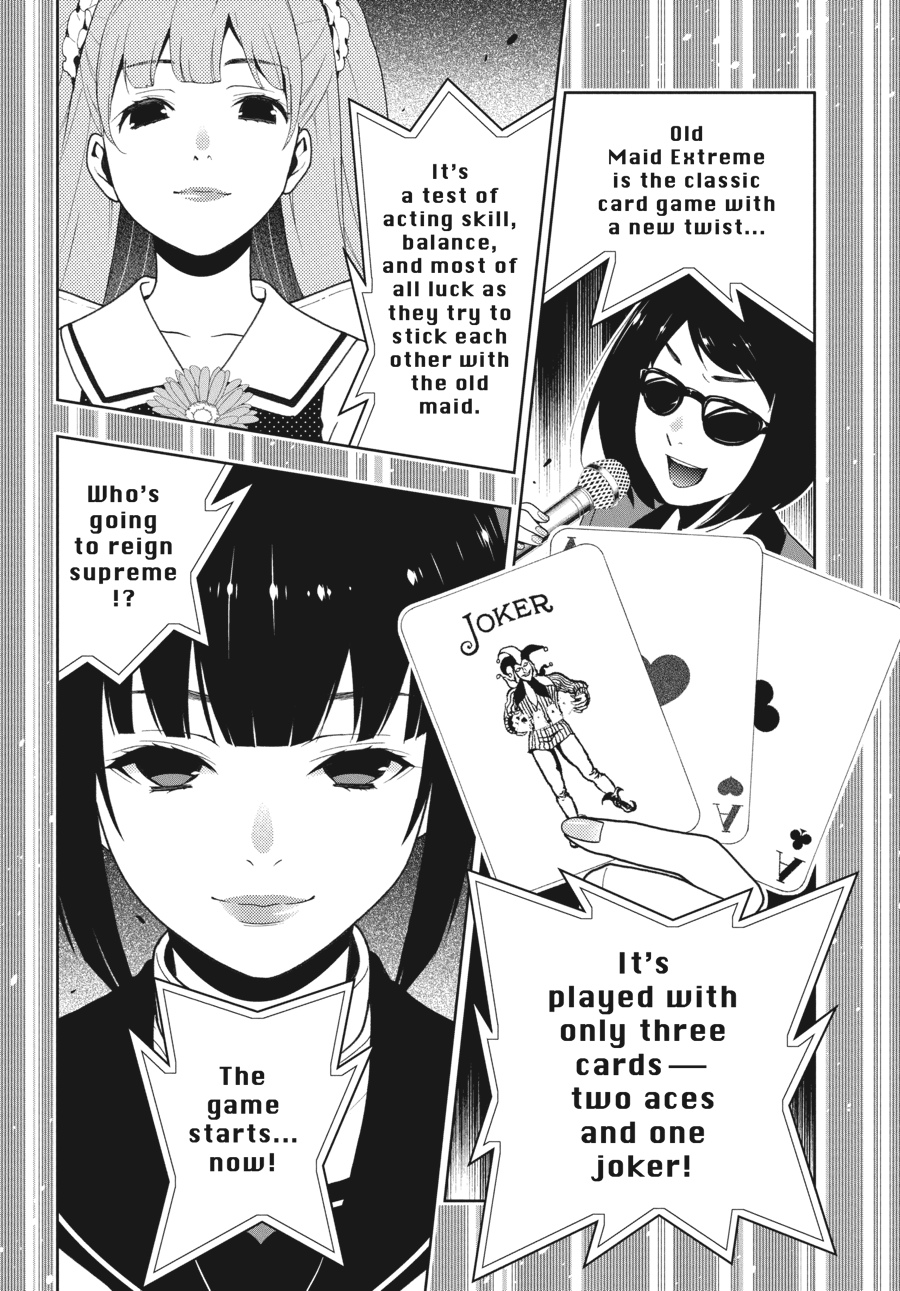 Old
Maid Extreme
is the classic
card game with
a new twist...
It's
a test of
acting skill,
balance,
and most of
all luck as
they try to
stick each
other with
the old
maid.
JOKER
A
A
It's
played with
only three
cards—
two aces
and one
joker!
Who's
going
to reign
supreme
!?
The
game
starts...
now!